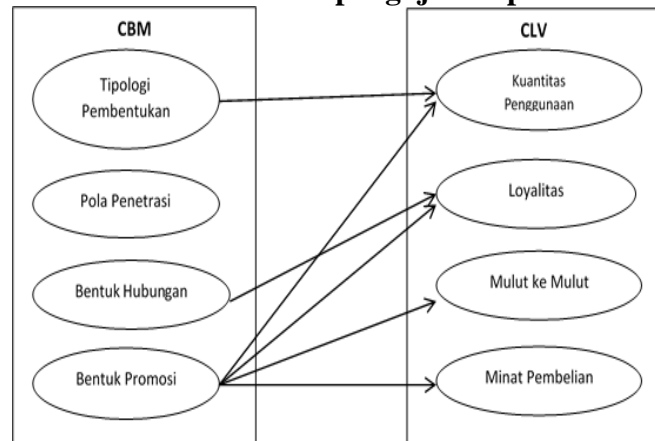 CBM
Tipologi
Pembentukan
Pola Penetrasi
Bentuk Hubungan
Bentuk Promosi
CLV
Kuantitas
Penggunaan
Loyalitas
Mulut ke Mulut
Minat Pembelian